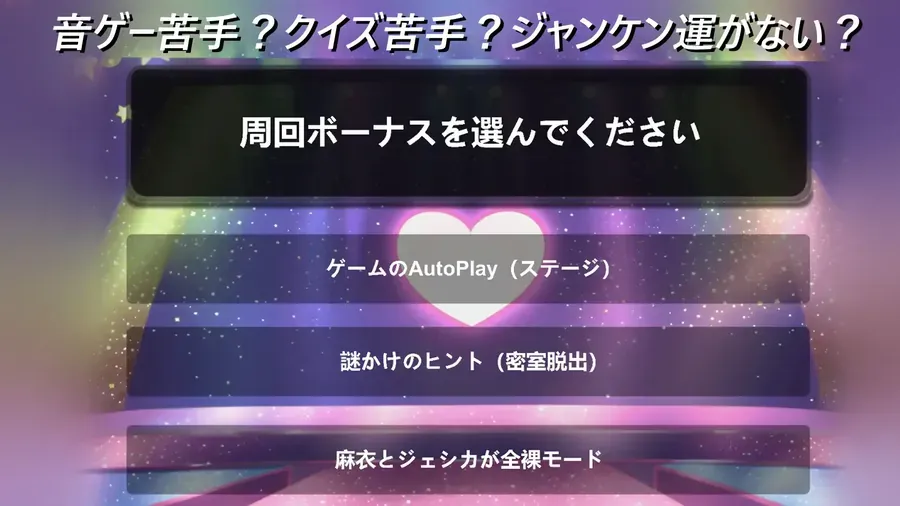 音ゲー苦手？クイズ苦手？ジャンケン運がない？
周回ボーナスを選んでください
ゲームのAutoPlay（ステージ）
謎かけのヒント（密室脱出）
麻衣とジェシカが全裸モード